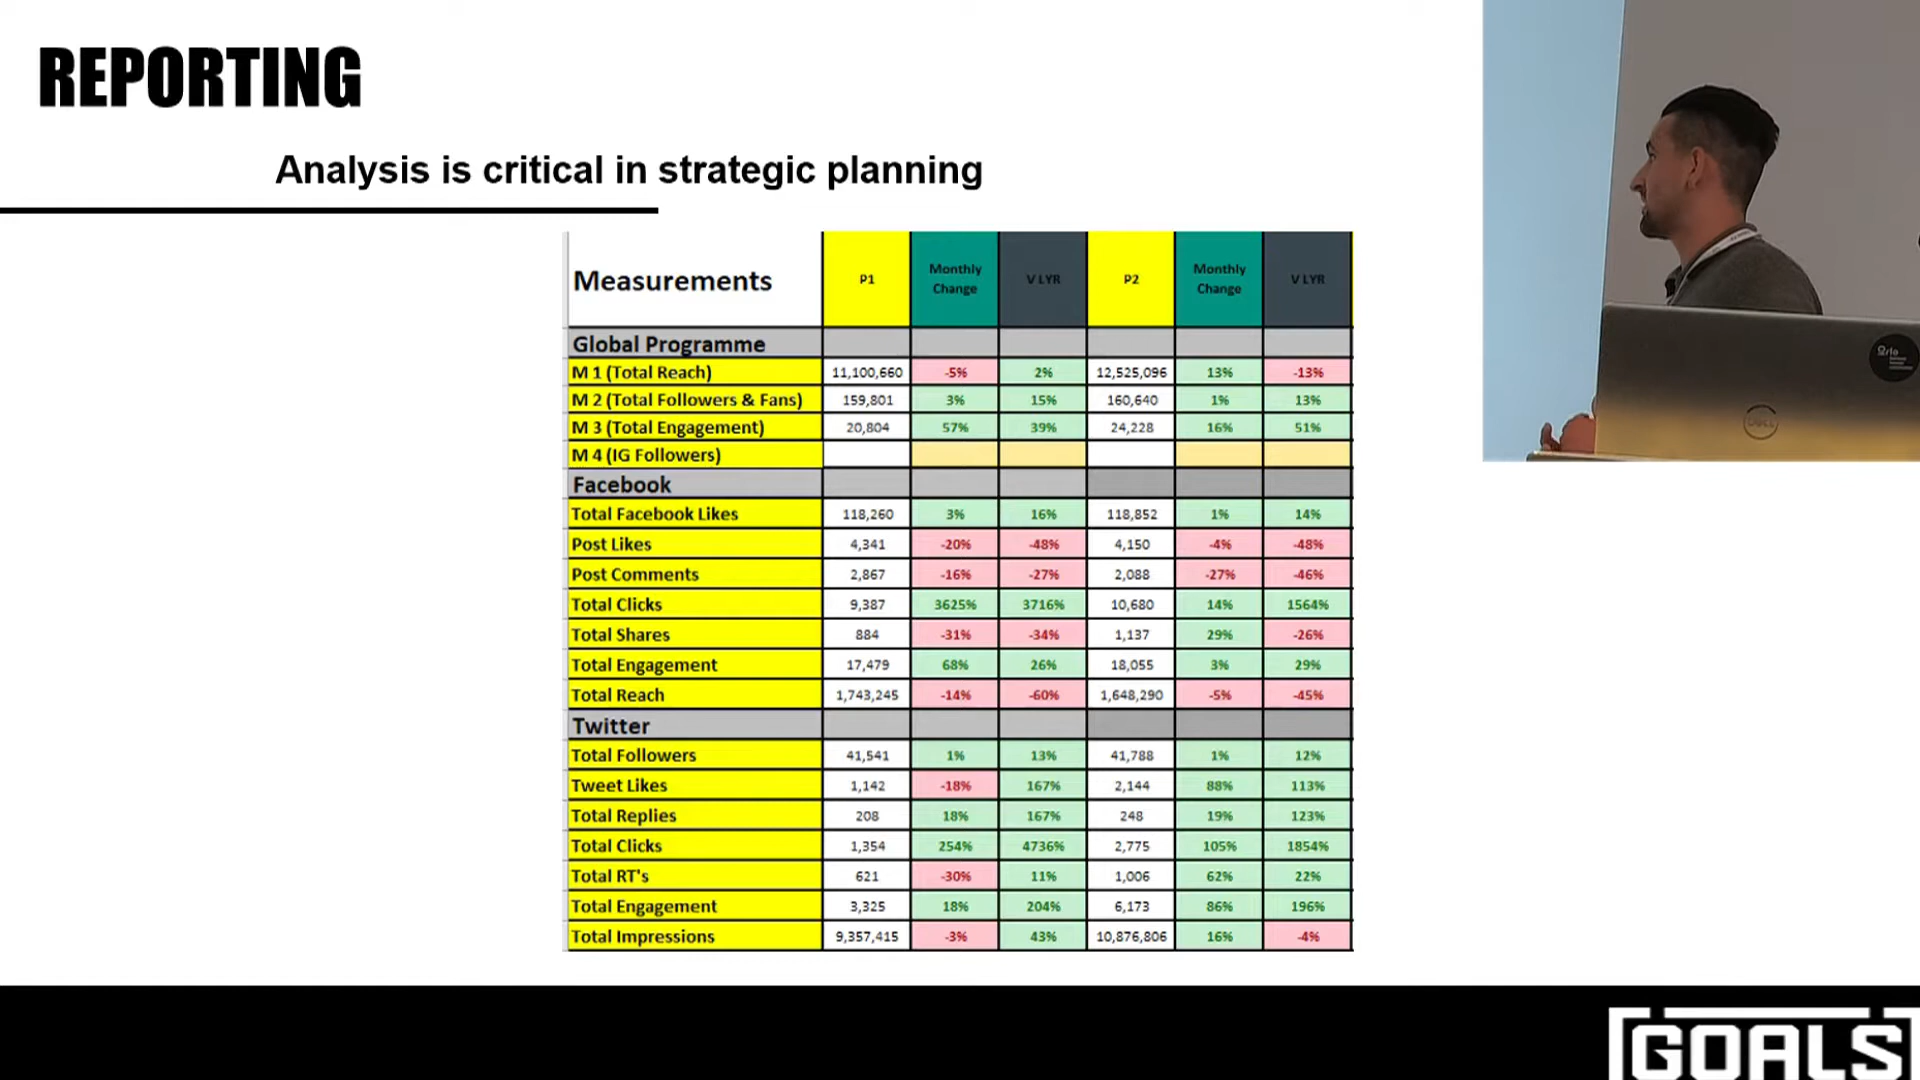 REPORTING
Analysis is critical in strategic planning
Measurements P1 Monthly Change V LYR P2 Monthly Change V LYR
Global Programme
M 1 (Total Reach) 11,100,660 -5% 2% 12,525,096 13% -13%
M 2 (Total Followers & Fans) 159,801 3% 15% 160,640 1% 13%
M 3 (Total Engagement) 20,804 57% 39% 24,228 16% 51%
M 4 (IG Followers)
Facebook
Total Facebook Likes 118,260 3% 16% 118,852 1% 14%
Post Likes 4,341 -20% -48% 4,150 -4% -48%
Post Comments 2,867 -16% -27% 2,088 -27% -46%
Total Clicks 9,387 3625% 3716% 10,680 14% 1564%
Total Shares 884 -31% -34% 1,137 29% -26%
Total Engagement 17,479 68% 26% 18,055 3% 29%
Total Reach 1,743,245 -14% -60% 1,648,290 -5% -45%
Twitter
Total Followers 41,541 1% 13% 41,788 1% 12%
Tweet Likes 1,142 -18% 167% 2,144 88% 113%
Total Replies 208 18% 167% 248 19% 123%
Total Clicks 1,354 254% 4736% 2,775 105% 1854%
Total RT's 621 -30% 11% 1,006 62% 22%
Total Engagement 3,325 18% 204% 6,173 86% 196%
Total Impressions 9,357,415 -3% 43% 10,876,806 16% -4%
Orlo
DELL
GOALS